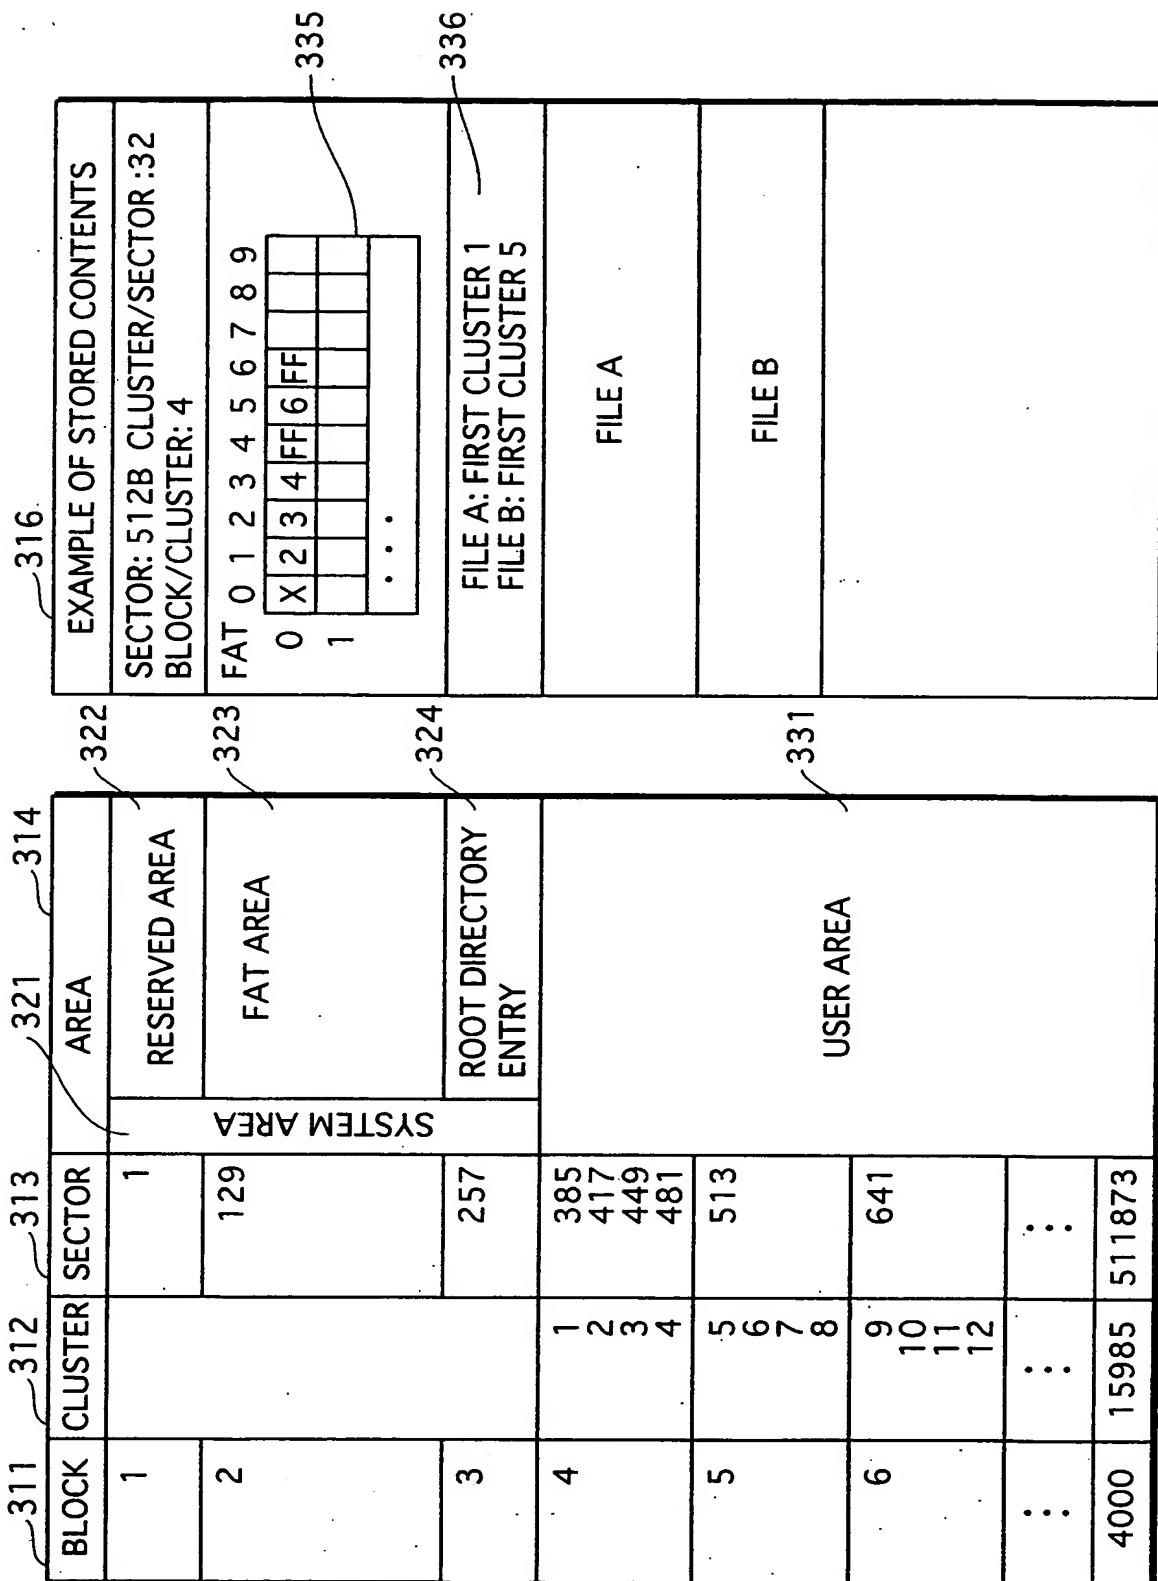 311
312
313
321
314
BLOCK
CLUSTER
SECTOR
AREA
1
1
SYSTEM AREA
RESERVED AREA
322
2
129
FAT AREA
323
3
257
ROOT DIRECTORY
ENTRY
324
4
1
2
3
4
385
417
449
481
USER AREA
331
5
5
6
7
8
513
6
9
10
11
12
641
...
...
...
4000
15985
511873
316
EXAMPLE OF STORED CONTENTS
SECTOR: 512B CLUSTER/SECTOR :32
BLOCK/CLUSTER: 4
FAT 0 1 2 3 4 5 6 7 8 9
0 X 2 3 4 FF 6 FF
1
...
335
FILE A: FIRST CLUSTER 1
FILE B: FIRST CLUSTER 5
336
FILE A
FILE B